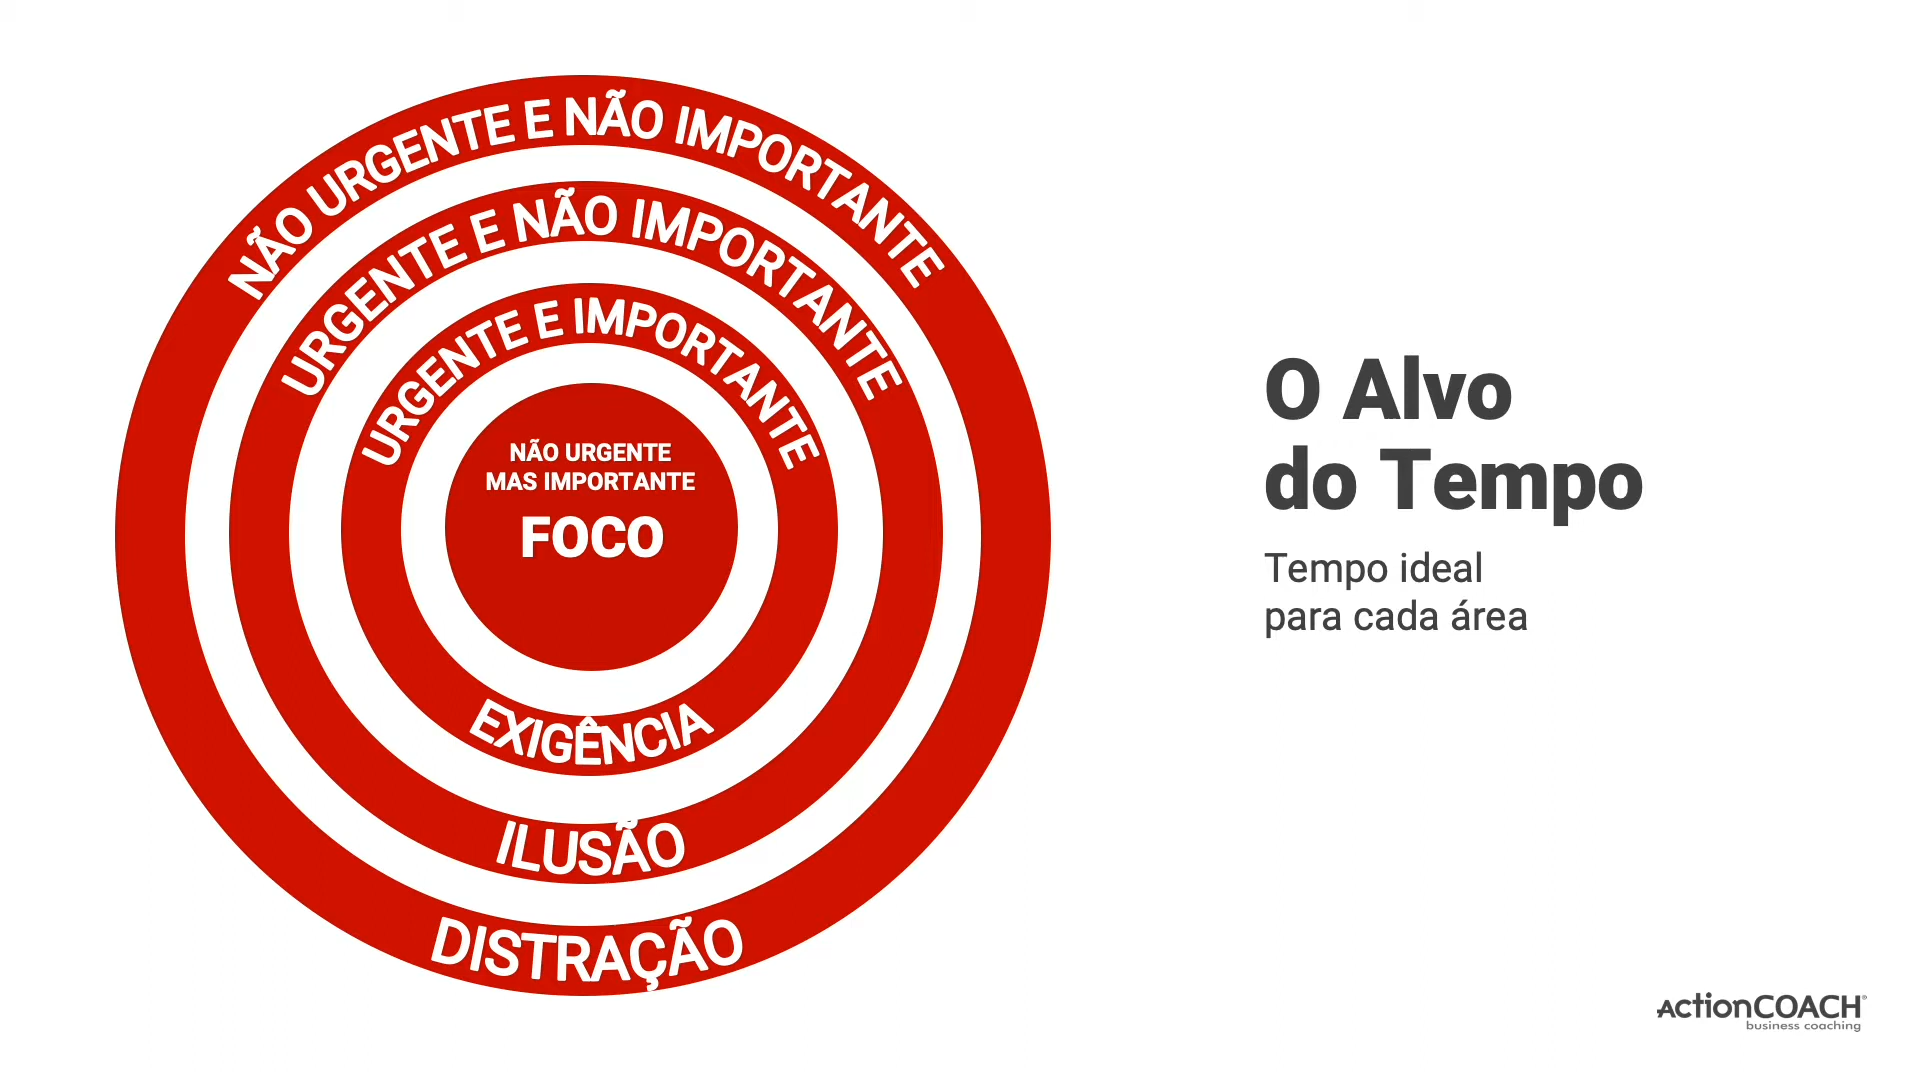 NÃO URGENTE E NÃO IMPORTANTE
URGENTE E NÃO IMPORTANTE
URGENTE E IMPORTANTE
NÃO URGENTE
MAS IMPORTANTE
FOCO
EXIGÊNCIA
ILUSÃO
DISTRAÇÃO
O Alvo
do Tempo
Tempo ideal
para cada área
ActionCOACH®
business coaching